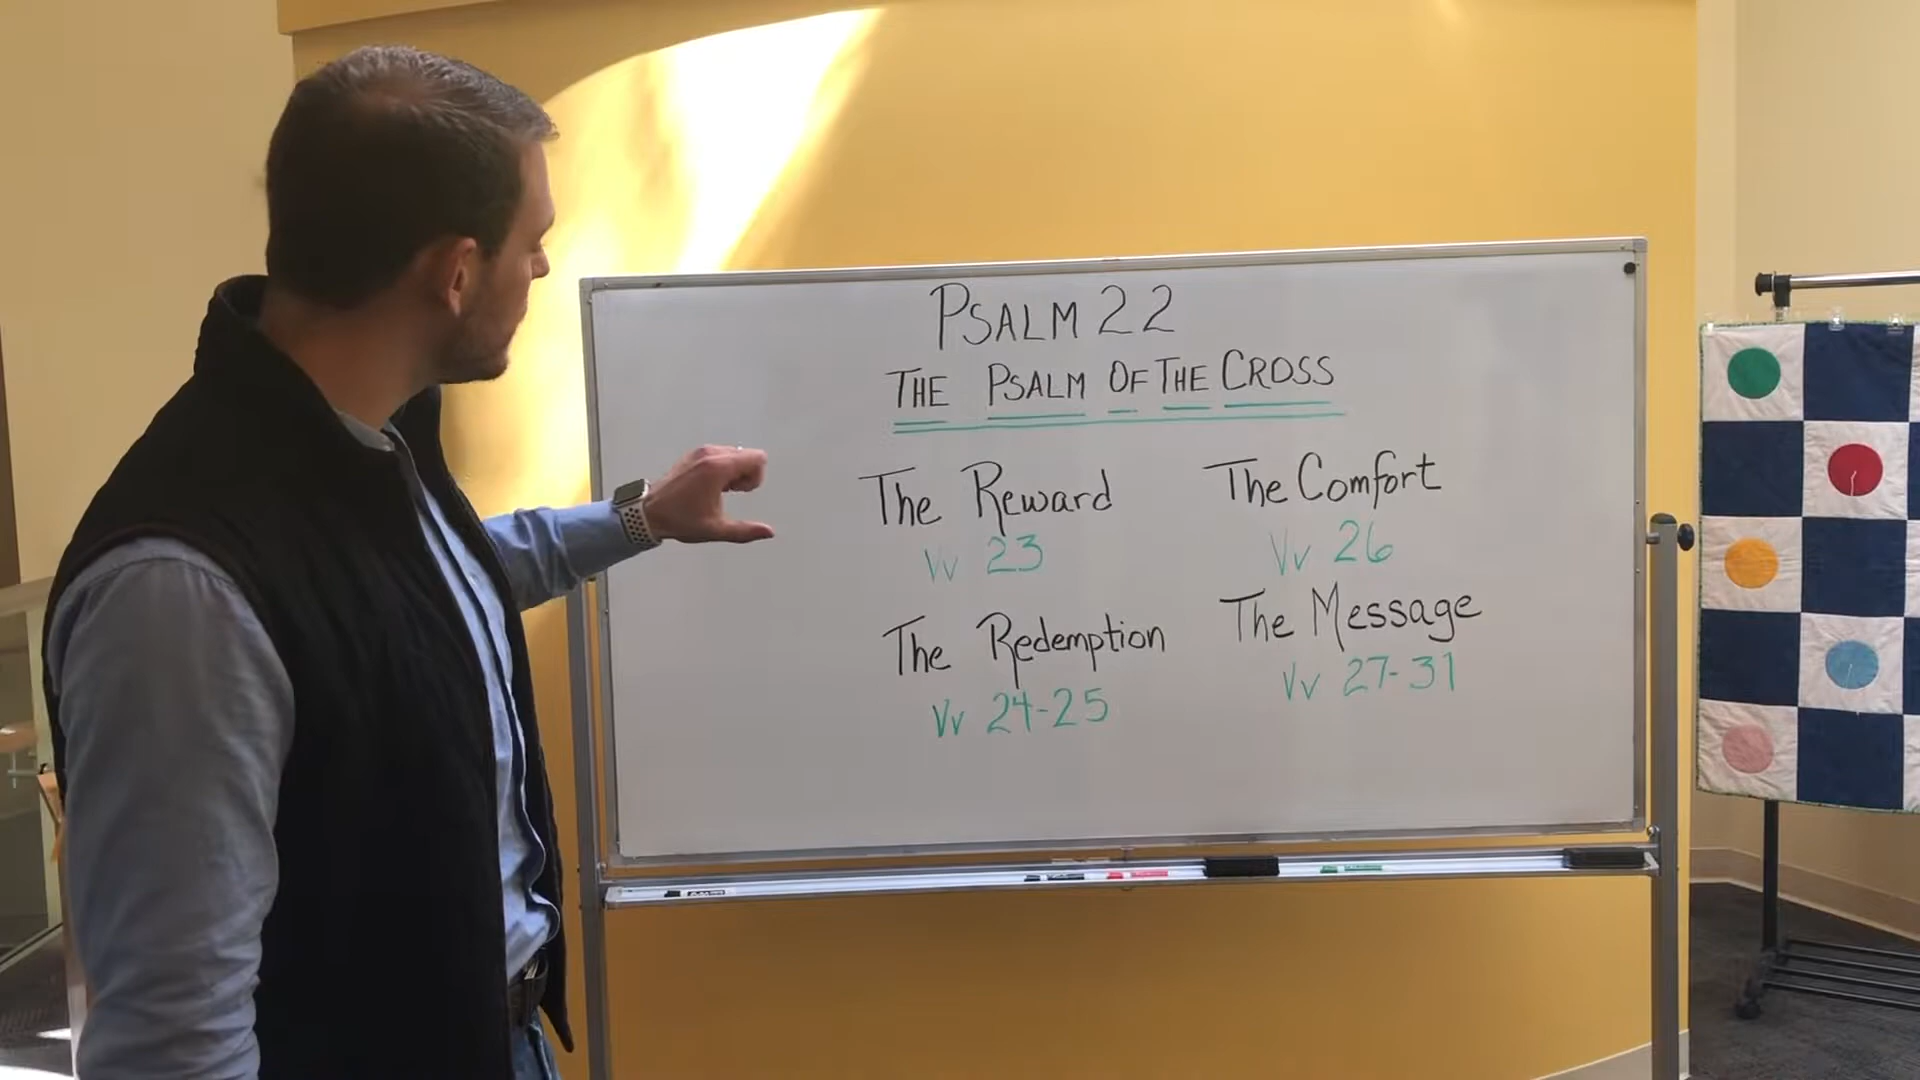 PSALM 22
THE PSALM OF THE CROSS
The Reward
Vv 23
The Redemption
Vv 24-25
The Comfort
Vv 26
The Message
Vv 27-31